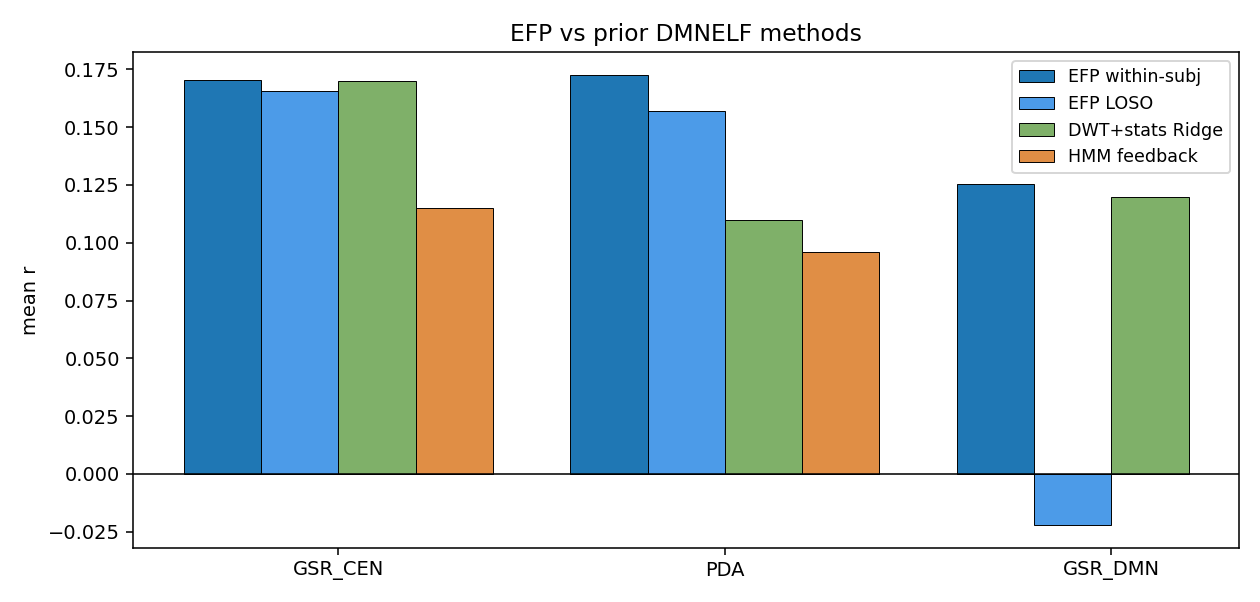 EFP vs prior DMNELF methods
mean r
0.175
0.150
0.125
0.100
0.075
0.050
0.025
0.000
−0.025
EFP within-subj
EFP LOSO
DWT+stats Ridge
HMM feedback
GSR_CEN
PDA
GSR_DMN